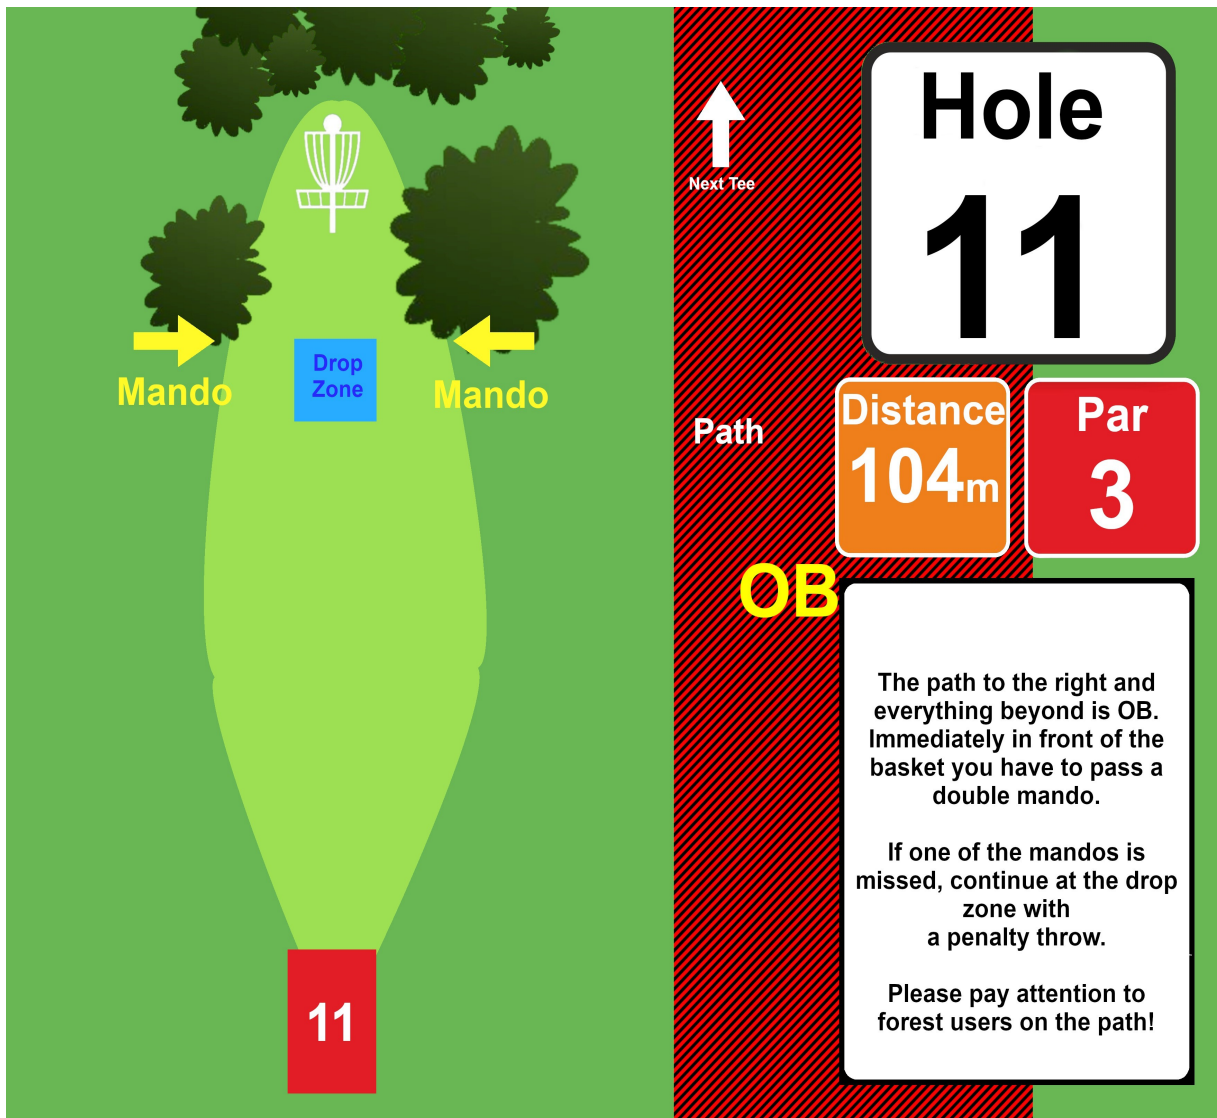 Hole
11
Next Tee
Drop
Zone
Mando
Mando
Path
Distance
104m
Par
3
OB
The path to the right and
everything beyond is OB.
Immediately in front of the
basket you have to pass a
double mando.
If one of the mandos is
missed, continue at the drop
zone with
a penalty throw.
Please pay attention to
forest users on the path!
11